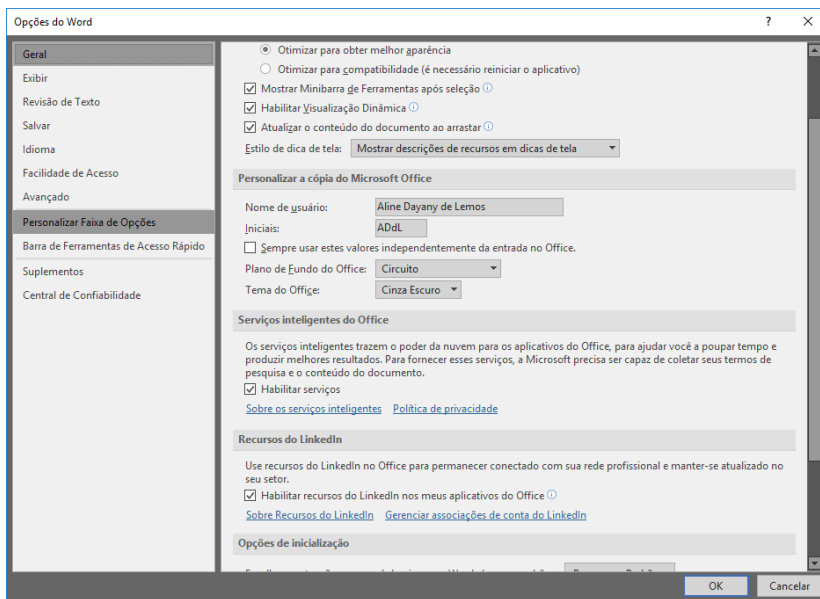 Opções do Word
Geral
Exibir
Revisão de Texto
Salvar
Idioma
Facilidade de Acesso
Avançado
Personalizar Faixa de Opções
Barra de Ferramentas de Acesso Rápido
Suplementos
Central de Confiabilidade
Otimizar para obter melhor aparência
Otimizar para compatibilidade (é necessário reiniciar o aplicativo)
Mostrar Minibarra de Ferramentas após seleção
Habilitar Visualização Dinâmica
Atualizar o conteúdo do documento ao arrastar
Estilo de dica de tela: Mostrar descrições de recursos em dicas de tela
Personalizar a cópia do Microsoft Office
Nome de usuário: Aline Dayany de Lemos
Iniciais: ADdL
Sempre usar estes valores independentemente da entrada no Office.
Plano de Fundo do Office: Circuito
Tema do Office: Cinza Escuro
Serviços inteligentes do Office
Os serviços inteligentes trazem o poder da nuvem para os aplicativos do Office, para ajudar você a poupar tempo e
produzir melhores resultados. Para fornecer esses serviços, a Microsoft precisa ser capaz de coletar seus termos de
pesquisa e o conteúdo do documento.
Habilitar serviços
Sobre os serviços inteligentes Política de privacidade
Recursos do LinkedIn
Use recursos do LinkedIn no Office para permanecer conectado com sua rede profissional e manter-se atualizado no
seu setor.
Habilitar recursos do LinkedIn nos meus aplicativos do Office
Sobre Recursos do LinkedIn Gerenciar associações de conta do LinkedIn
Opções de inicialização
OK Cancelar